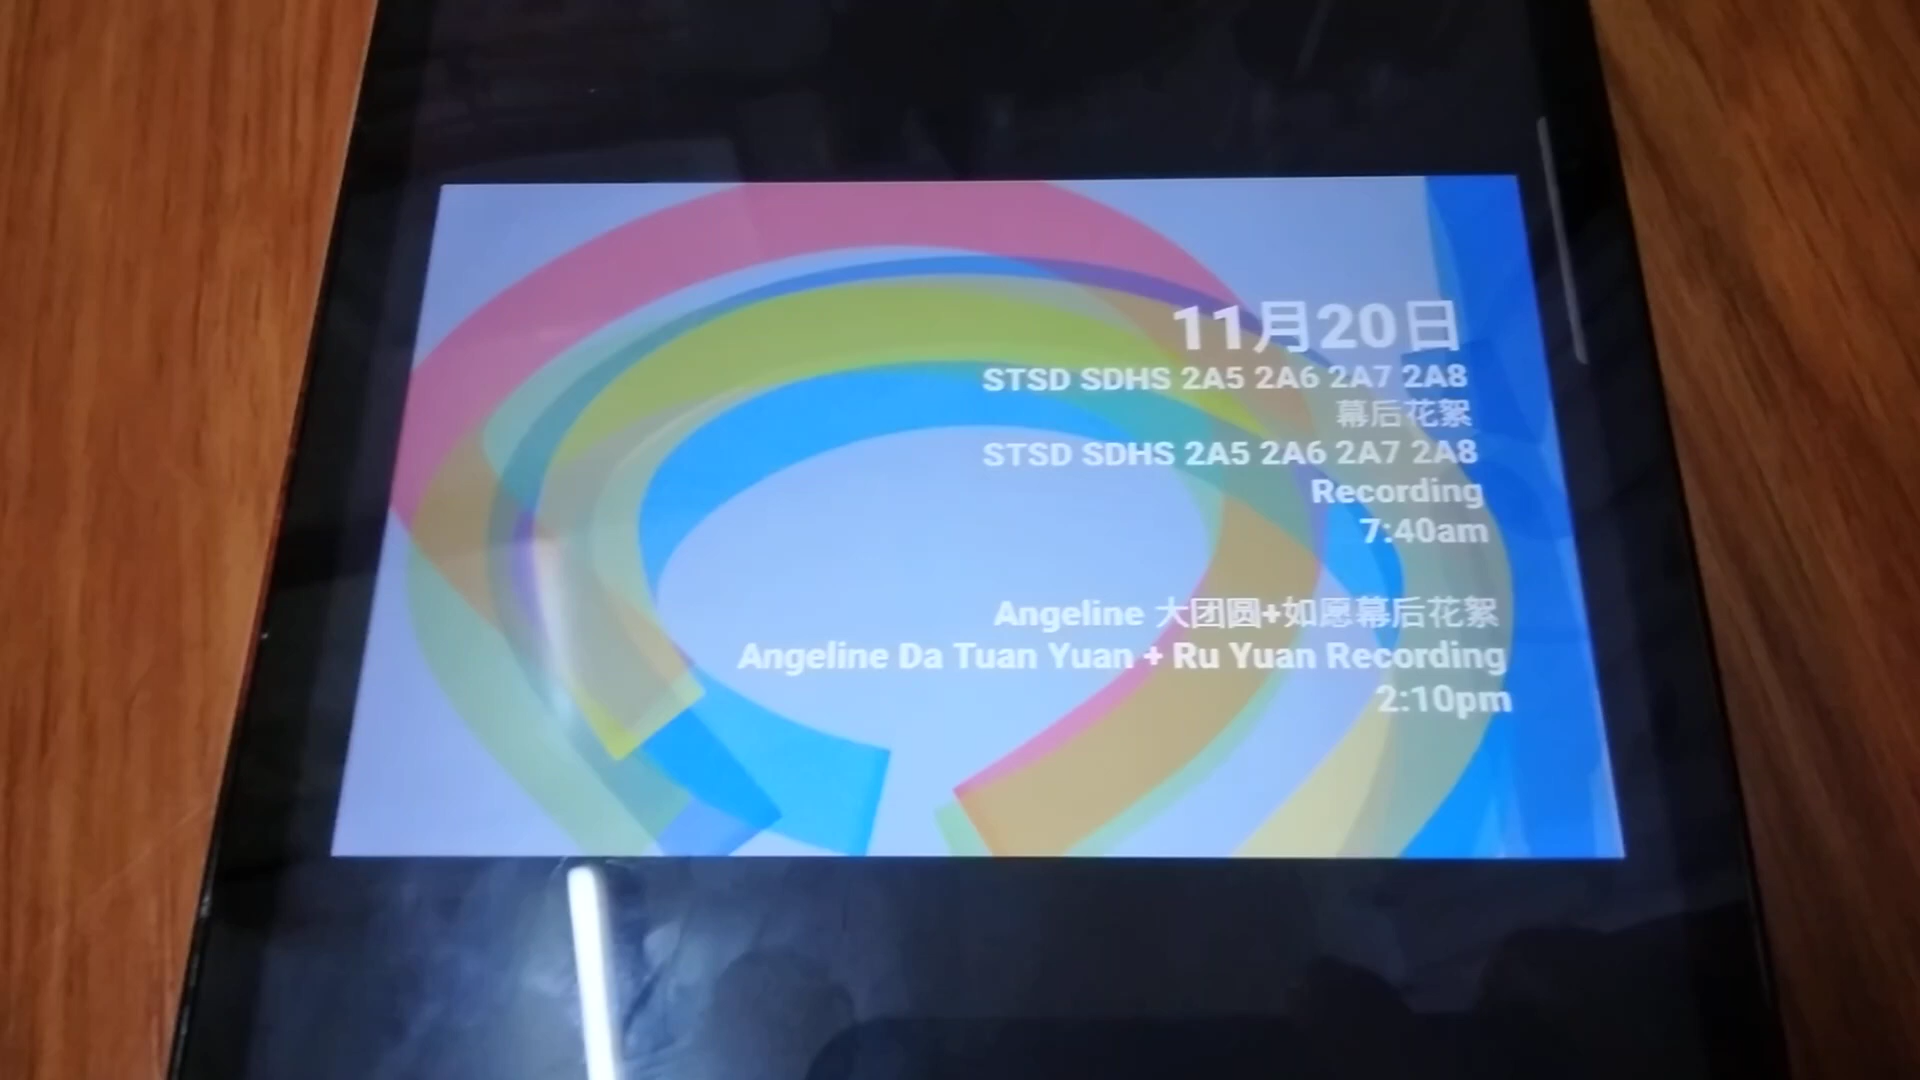 11月20日
STSD SDHS 2A5 2A6 2A7 2A8
幕后花絮
STSD SDHS 2A5 2A6 2A7 2A8
Recording
7:40am
Angeline 大团圆+如愿幕后花絮
Angeline Da Tuan Yuan + Ru Yuan Recording
2:10pm